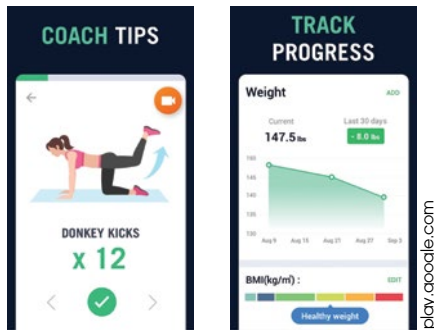 COACH TIPS
DONKEY KICKS
x 12
TRACK
PROGRESS
Weight
ADD
Current
Last 30 days
147.5 lbs
- 8.0 lbs
150
145
140
135
130
Aug 9
Aug 15
Aug 21
Aug 27
Sep 3
BMI(kg/m²) :
EDIT
Healthy weight
play.google.com